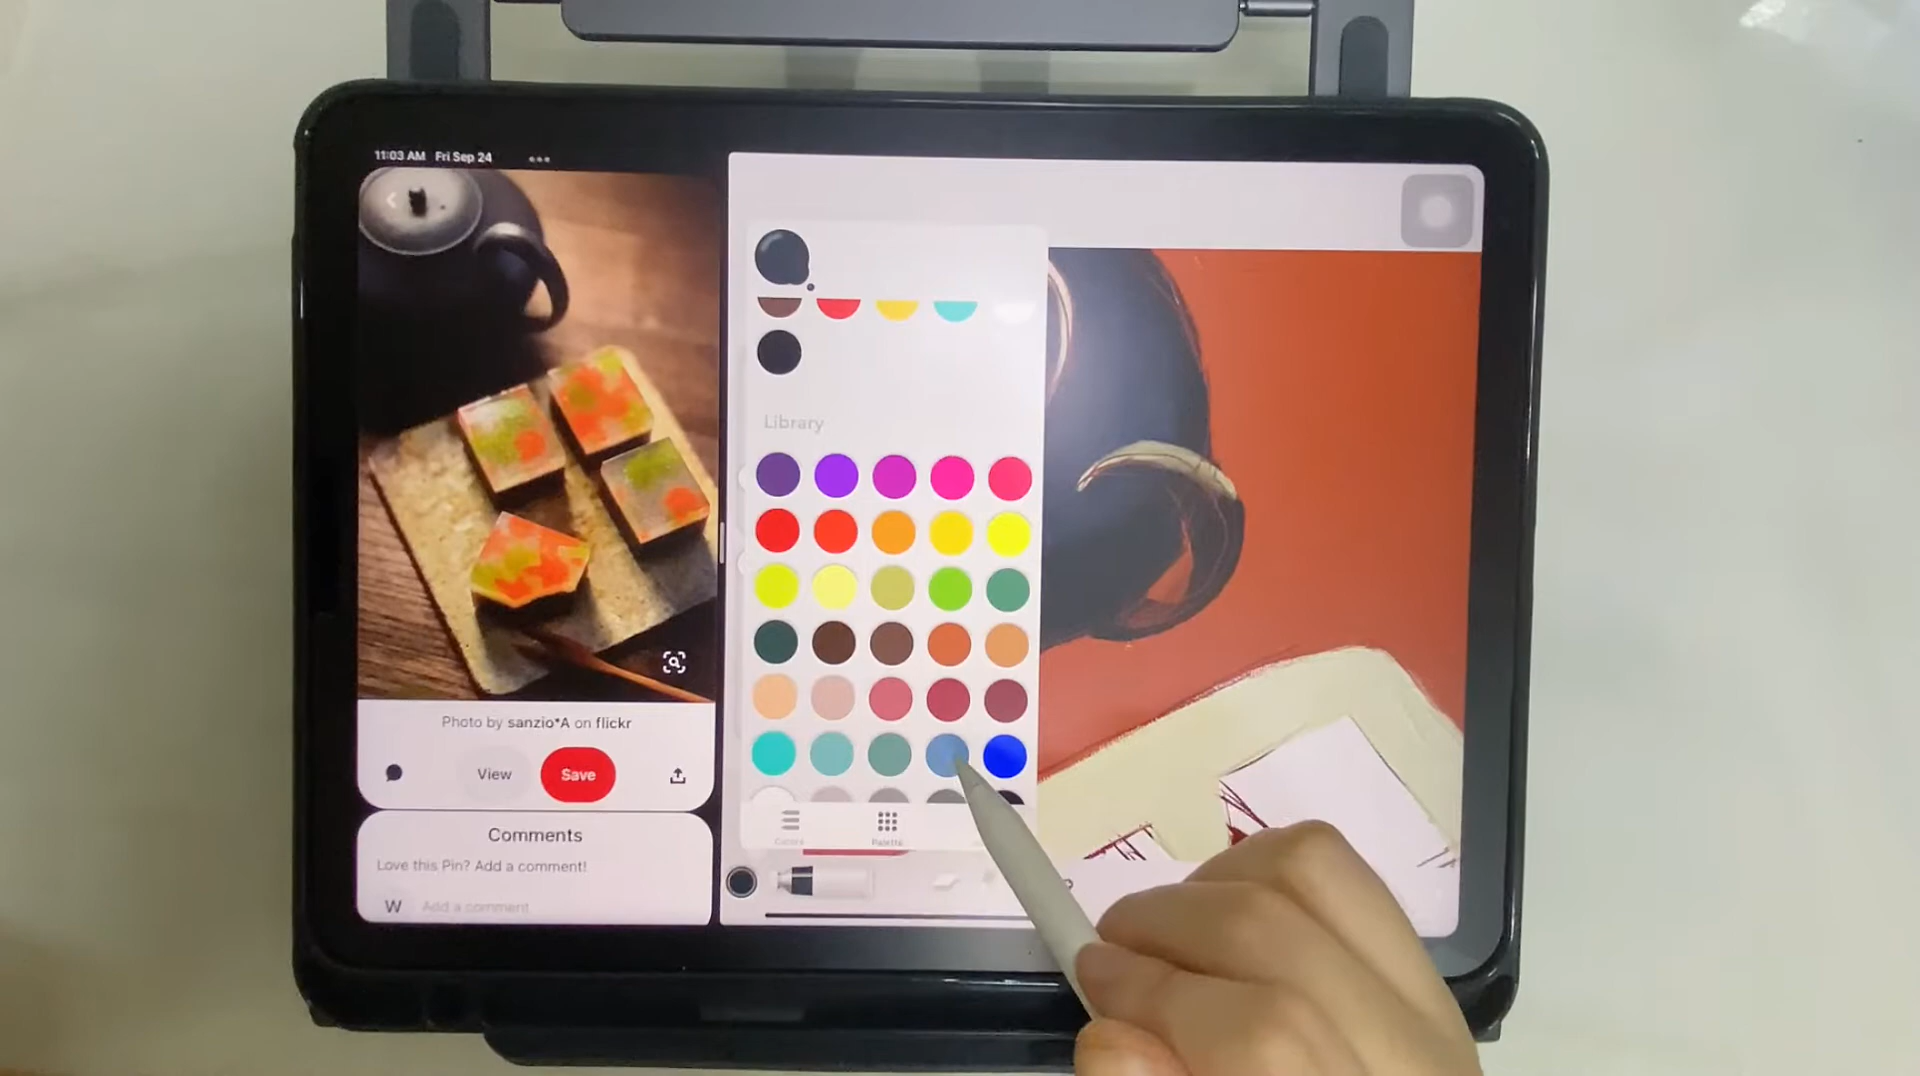 11:03 AM Fri Sep 24
Library
Photo by sanzio*A on flickr
View
Save
Palette
Comments
Love this Pin? Add a comment!
W
Add a comment